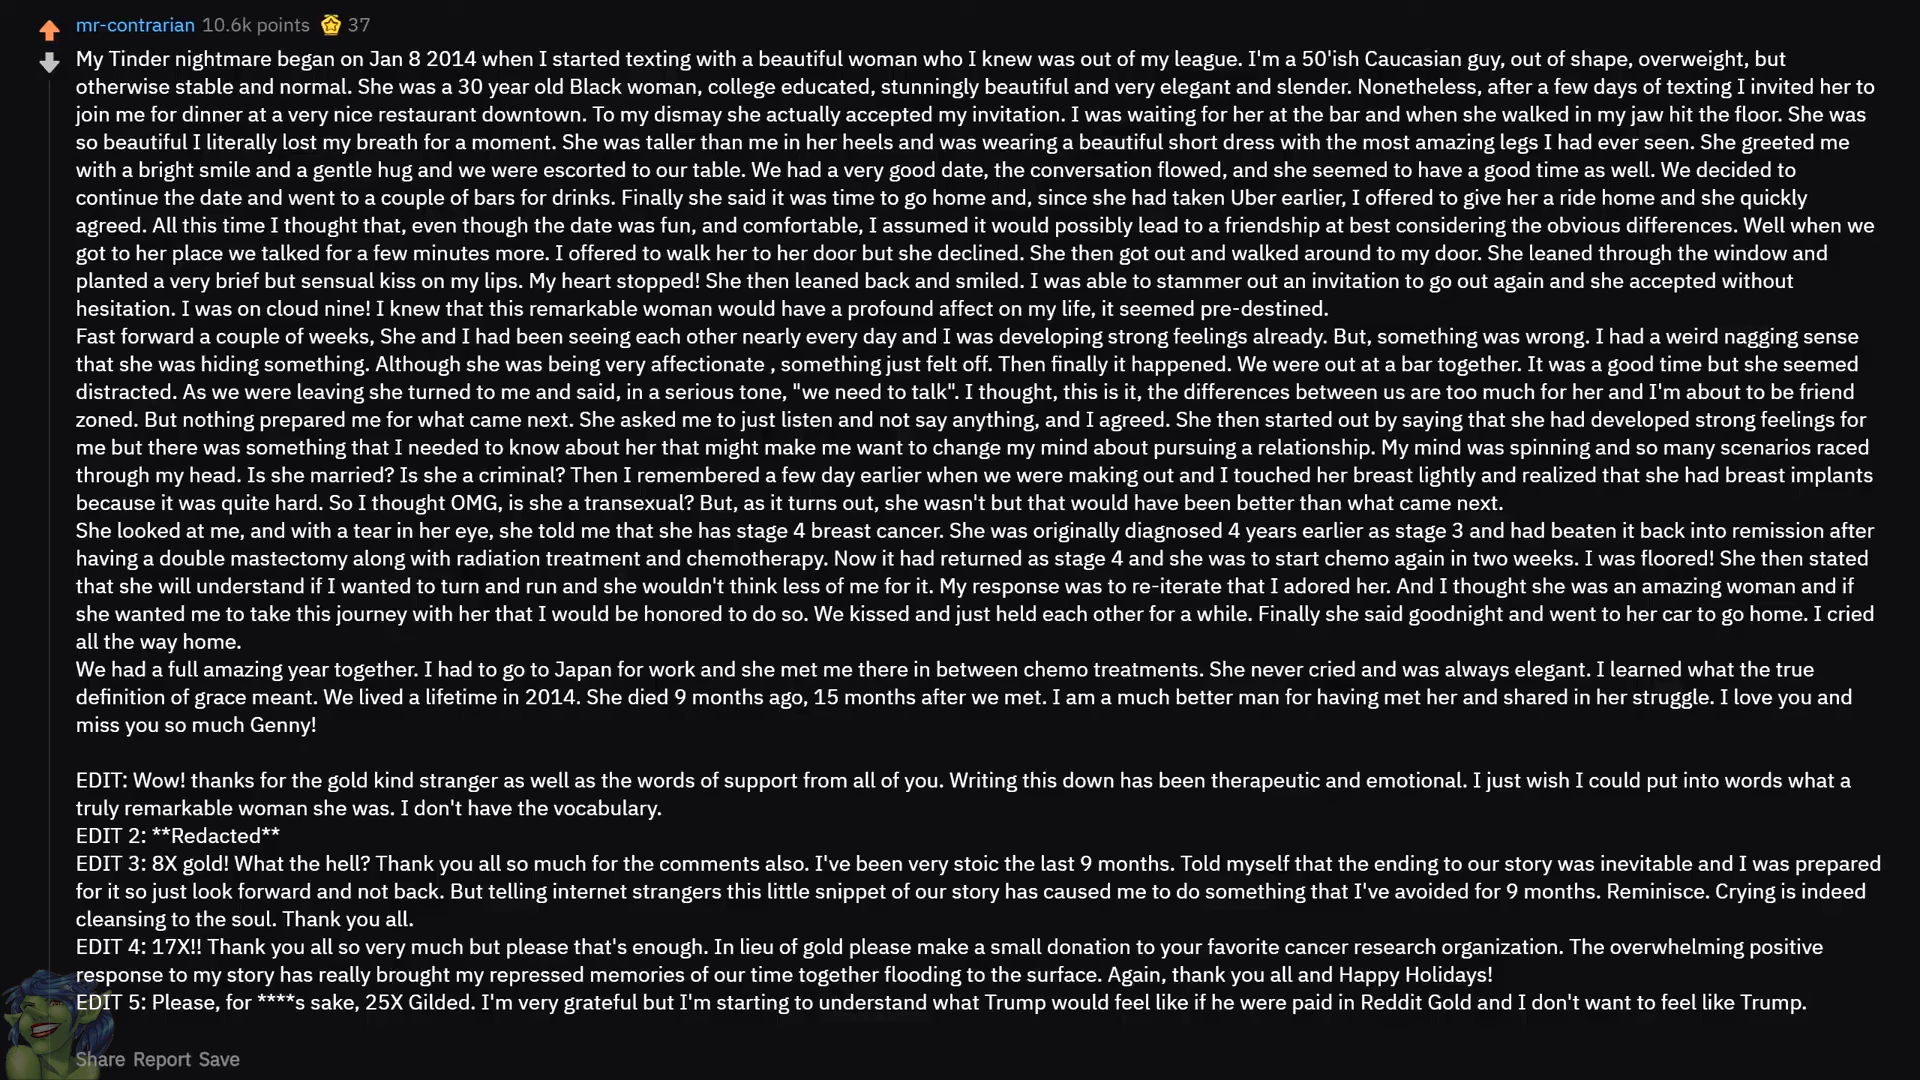 mr-contrarian 10.6k points 37
My Tinder nightmare began on Jan 8 2014 when I started texting with a beautiful woman who I knew was out of my league. I'm a 50'ish Caucasian guy, out of shape, overweight, but
otherwise stable and normal. She was a 30 year old Black woman, college educated, stunningly beautiful and very elegant and slender. Nonetheless, after a few days of texting I invited her to
join me for dinner at a very nice restaurant downtown. To my dismay she actually accepted my invitation. I was waiting for her at the bar and when she walked in my jaw hit the floor. She was
so beautiful I literally lost my breath for a moment. She was taller than me in her heels and was wearing a beautiful short dress with the most amazing legs I had ever seen. She greeted me
with a bright smile and a gentle hug and we were escorted to our table. We had a very good date, the conversation flowed, and she seemed to have a good time as well. We decided to
continue the date and went to a couple of bars for drinks. Finally she said it was time to go home and, since she had taken Uber earlier, I offered to give her a ride home and she quickly
agreed. All this time I thought that, even though the date was fun, and comfortable, I assumed it would possibly lead to a friendship at best considering the obvious differences. Well when we
got to her place we talked for a few minutes more. I offered to walk her to her door but she declined. She then got out and walked around to my door. She leaned through the window and
planted a very brief but sensual kiss on my lips. My heart stopped! She then leaned back and smiled. I was able to stammer out an invitation to go out again and she accepted without
hesitation. I was on cloud nine! I knew that this remarkable woman would have a profound affect on my life, it seemed pre-destined.
Fast forward a couple of weeks, She and I had been seeing each other nearly every day and I was developing strong feelings already. But, something was wrong. I had a weird nagging sense
that she was hiding something. Although she was being very affectionate , something just felt off. Then finally it happened. We were out at a bar together. It was a good time but she seemed
distracted. As we were leaving she turned to me and said, in a serious tone, "we need to talk". I thought, this is it, the differences between us are too much for her and I'm about to be friend
zoned. But nothing prepared me for what came next. She asked me to just listen and not say anything, and I agreed. She then started out by saying that she had developed strong feelings for
me but there was something that I needed to know about her that might make me want to change my mind about pursuing a relationship. My mind was spinning and so many scenarios raced
through my head. Is she married? Is she a criminal? Then I remembered a few day earlier when we were making out and I touched her breast lightly and realized that she had breast implants
because it was quite hard. So I thought OMG, is she a transexual? But, as it turns out, she wasn't but that would have been better than what came next.
She looked at me, and with a tear in her eye, she told me that she has stage 4 breast cancer. She was originally diagnosed 4 years earlier as stage 3 and had beaten it back into remission after
having a double mastectomy along with radiation treatment and chemotherapy. Now it had returned as stage 4 and she was to start chemo again in two weeks. I was floored! She then stated
that she will understand if I wanted to turn and run and she wouldn't think less of me for it. My response was to re-iterate that I adored her. And I thought she was an amazing woman and if
she wanted me to take this journey with her that I would be honored to do so. We kissed and just held each other for a while. Finally she said goodnight and went to her car to go home. I cried
all the way home.
We had a full amazing year together. I had to go to Japan for work and she met me there in between chemo treatments. She never cried and was always elegant. I learned what the true
definition of grace meant. We lived a lifetime in 2014. She died 9 months ago, 15 months after we met. I am a much better man for having met her and shared in her struggle. I love you and
miss you so much Genny!
EDIT: Wow! thanks for the gold kind stranger as well as the words of support from all of you. Writing this down has been therapeutic and emotional. I just wish I could put into words what a
truly remarkable woman she was. I don't have the vocabulary.
EDIT 2: **Redacted**
EDIT 3: 8X gold! What the hell? Thank you all so much for the comments also. I've been very stoic the last 9 months. Told myself that the ending to our story was inevitable and I was prepared
for it so just look forward and not back. But telling internet strangers this little snippet of our story has caused me to do something that I've avoided for 9 months. Reminisce. Crying is indeed
cleansing to the soul. Thank you all.
EDIT 4: 17X!! Thank you all so very much but please that's enough. In lieu of gold please make a small donation to your favorite cancer research organization. The overwhelming positive
response to my story has really brought my repressed memories of our time together flooding to the surface. Again, thank you all and Happy Holidays!
EDIT 5: Please, for ****s sake, 25X Gilded. I'm very grateful but I'm starting to understand what Trump would feel like if he were paid in Reddit Gold and I don't want to feel like Trump.
Share Report Save